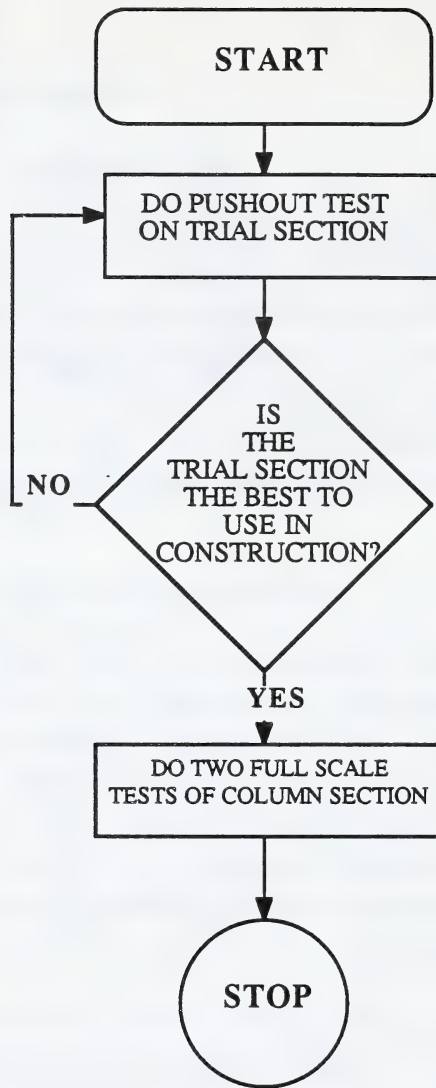 START
DO PUSHOUT TEST
ON TRIAL SECTION
IS
THE
TRIAL SECTION
THE BEST TO
USE IN
CONSTRUCTION?
NO
YES
DO TWO FULL SCALE
TESTS OF COLUMN SECTION
STOP